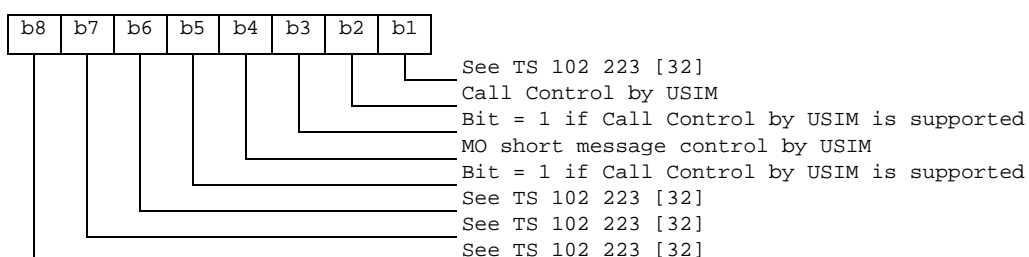 b8 b7 b6 b5 b4 b3 b2 b1
See TS 102 223 [32]
Call Control by USIM
Bit = 1 if Call Control by USIM is supported
MO short message control by USIM
Bit = 1 if Call Control by USIM is supported
See TS 102 223 [32]
See TS 102 223 [32]
See TS 102 223 [32]